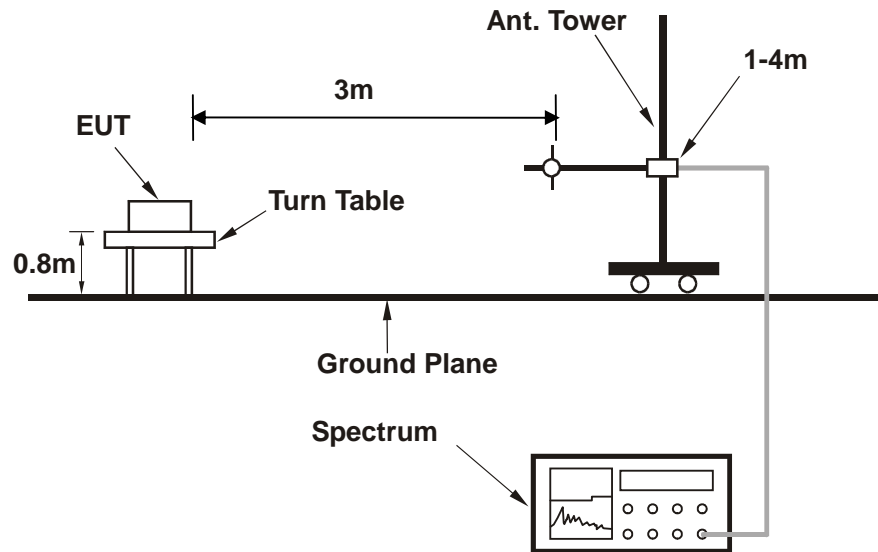 Ant. Tower
1-4m
3m
EUT
Turn Table
0.8m
Ground Plane
Spectrum